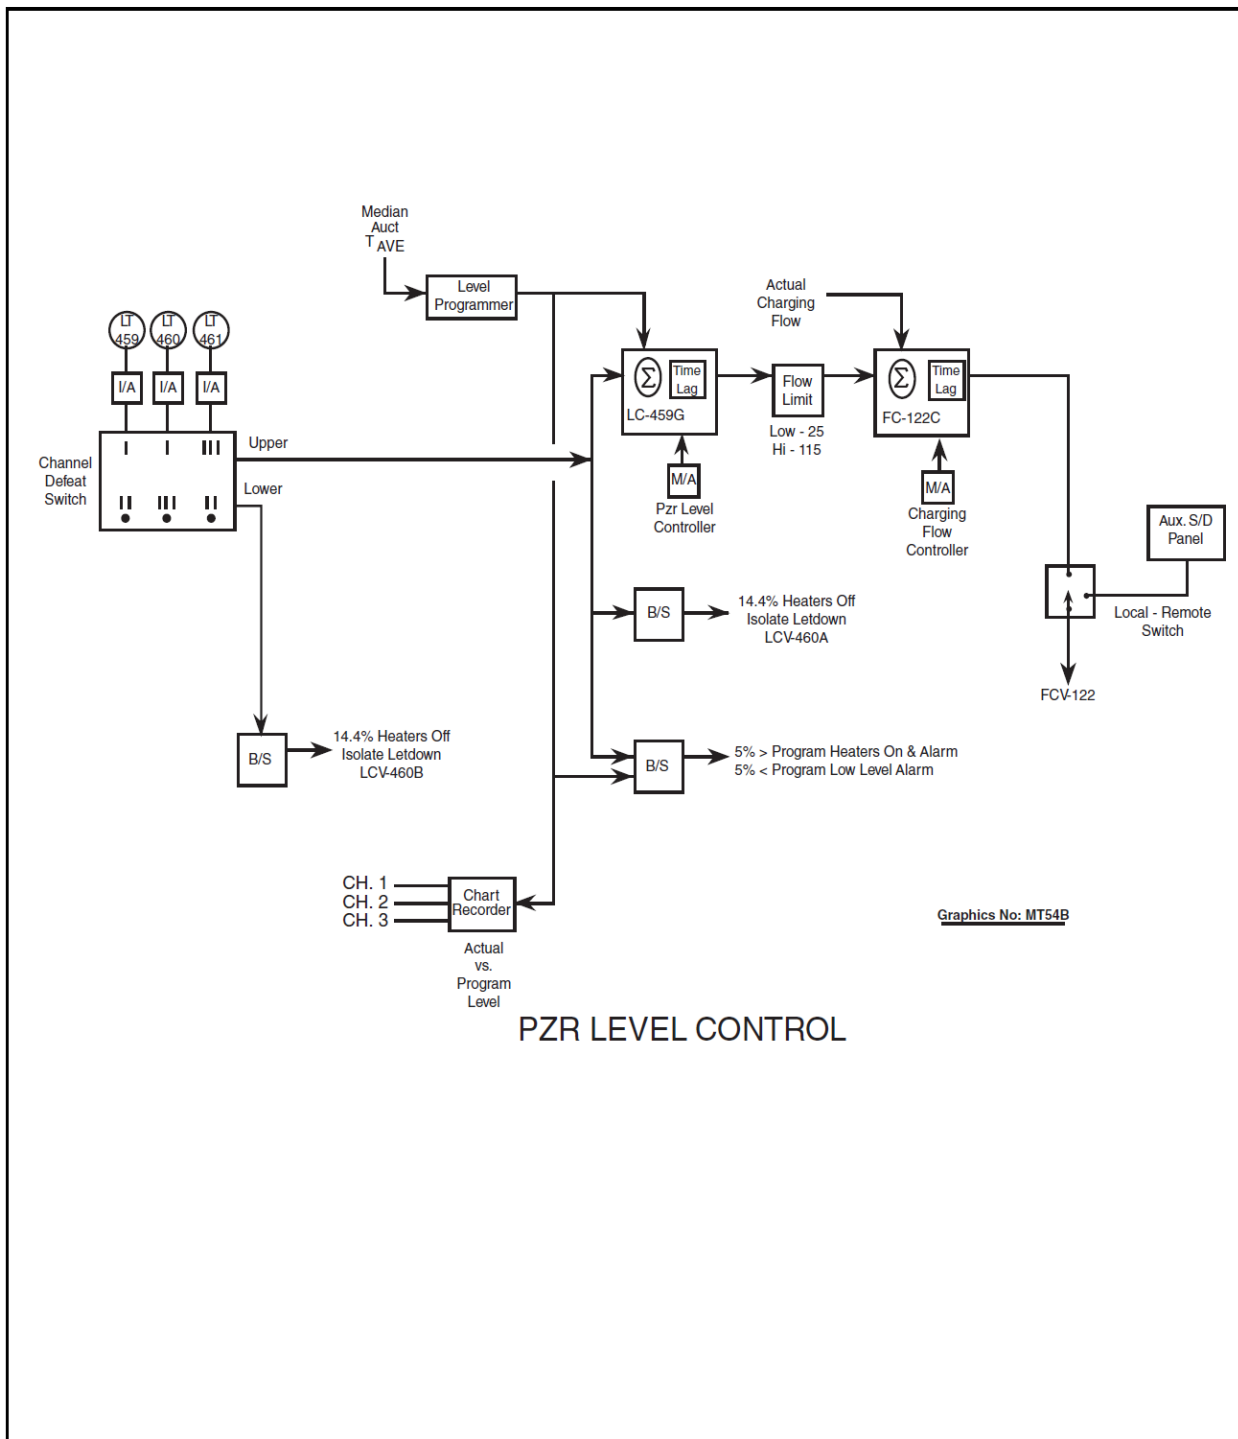 Median
Auct
T AVE
Level
Programmer
Actual
Charging
Flow
LT
459
LT
460
LT
461
I/A
I/A
I/A
Σ
Time
Lag
LC-459G
Flow
Limit
Low - 25
Hi - 115
Σ
Time
Lag
FC-122C
Channel
Defeat
Switch
I
I
III
II
III
II
Upper
Lower
M/A
Pzr Level
Controller
M/A
Charging
Flow
Controller
Aux. S/D
Panel
Local - Remote
Switch
FCV-122
B/S
14.4% Heaters Off
Isolate Letdown
LCV-460A
B/S
14.4% Heaters Off
Isolate Letdown
LCV-460B
B/S
5% > Program Heaters On & Alarm
5% < Program Low Level Alarm
CH. 1
CH. 2
CH. 3
Chart
Recorder
Actual
vs.
Program
Level
Graphics No: MT54B
PZR LEVEL CONTROL